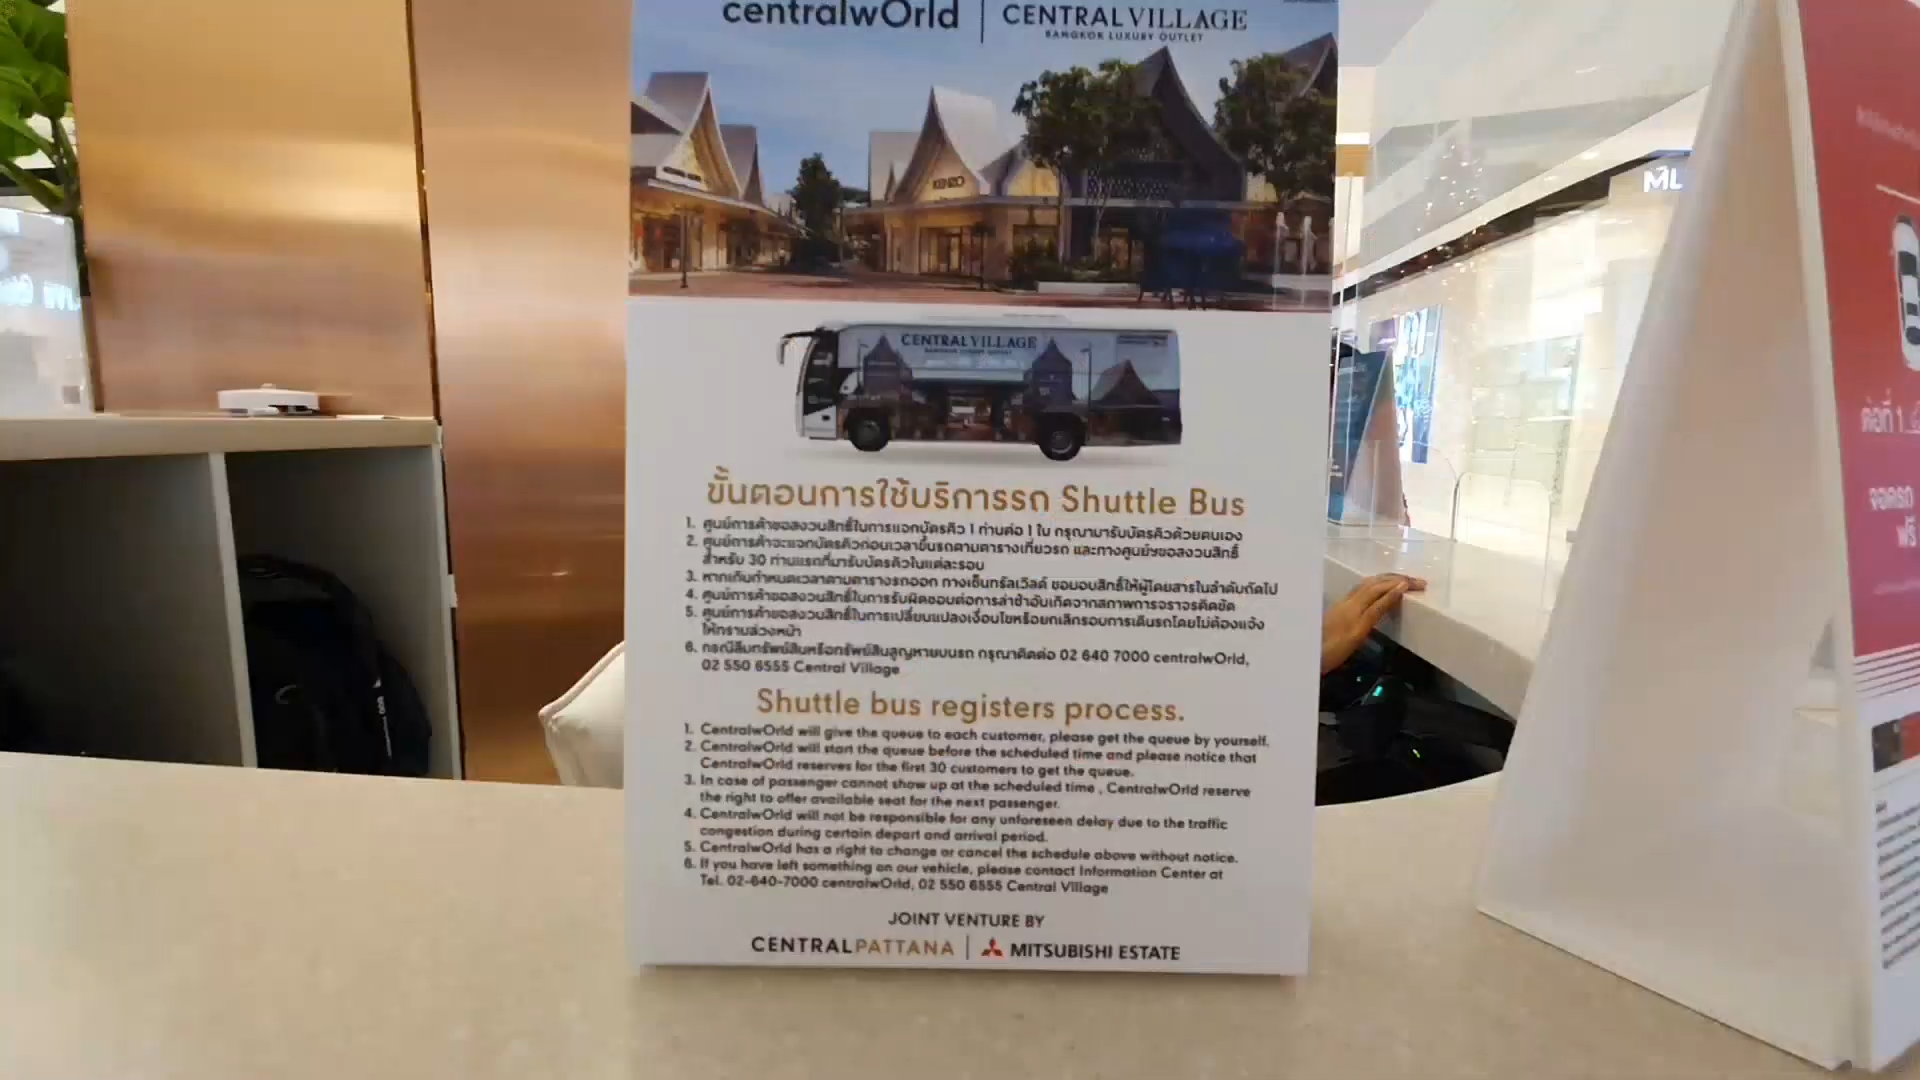 centralwOrld | CENTRALVILLAGE
BANGKOK LUXURY OUTLET
KENZO
CENTRALVILLAGE
BANGKOK LUXURY OUTLET
ML
ขั้นตอนการใช้บริการรถ Shuttle Bus
1. ศูนย์การค้าขอสงวนสิทธิ์ในการแจกบัตรคิว 1 ท่านต่อ 1 ใบ กรุณามารับบัตรคิวด้วยตนเอง
2. ศูนย์การค้าจะแจกบัตรคิวก่อนเวลาขึ้นรถตามตารางเที่ยวรถ และทางศูนย์ฯขอสงวนสิทธิ์
สำหรับ 30 ท่านแรกที่มารับบัตรคิวในแต่ละรอบ
3. หากเกินกำหนดเวลาตามตารางรถออก ทางเซ็นทรัลเวิลด์ ขอมอบสิทธิ์ให้ผู้โดยสารในลำดับถัดไป
4. ศูนย์การค้าขอสงวนสิทธิ์ในการรับผิดชอบต่อการล่าช้าอันเกิดจากสภาพการจราจรติดขัด
5. ศูนย์การค้าขอสงวนสิทธิ์ในการเปลี่ยนแปลงเงื่อนไขหรือยกเลิกรอบการเดินรถโดยไม่ต้องแจ้ง
ให้ทราบล่วงหน้า
6. กรณีลืมทรัพย์สินหรือทรัพย์สินสูญหายบนรถ กรุณาติดต่อ 02 640 7000 centralwOrld,
02 550 6555 Central Village
Shuttle bus registers process.
1. CentralwOrld will give the queue to each customer, please get the queue by yourself.
2. CentralwOrld will start the queue before the scheduled time and please notice that
CentralwOrld reserves for the first 30 customers to get the queue.
3. In case of passenger cannot show up at the scheduled time , CentralwOrld reserve
the right to offer available seat for the next passenger.
4. CentralwOrld will not be responsible for any unforeseen delay due to the traffic
congestion during certain depart and arrival period.
5. CentralwOrld has a right to change or cancel the schedule above without notice.
6. If you have left something on our vehicle, please contact Information Center at
Tel. 02-640-7000 centralwOrld, 02 550 6555 Central Village
JOINT VENTURE BY
CENTRALPATTANA | MITSUBISHI ESTATE
ต่อที่ 1
จอดรถ
ฟรี